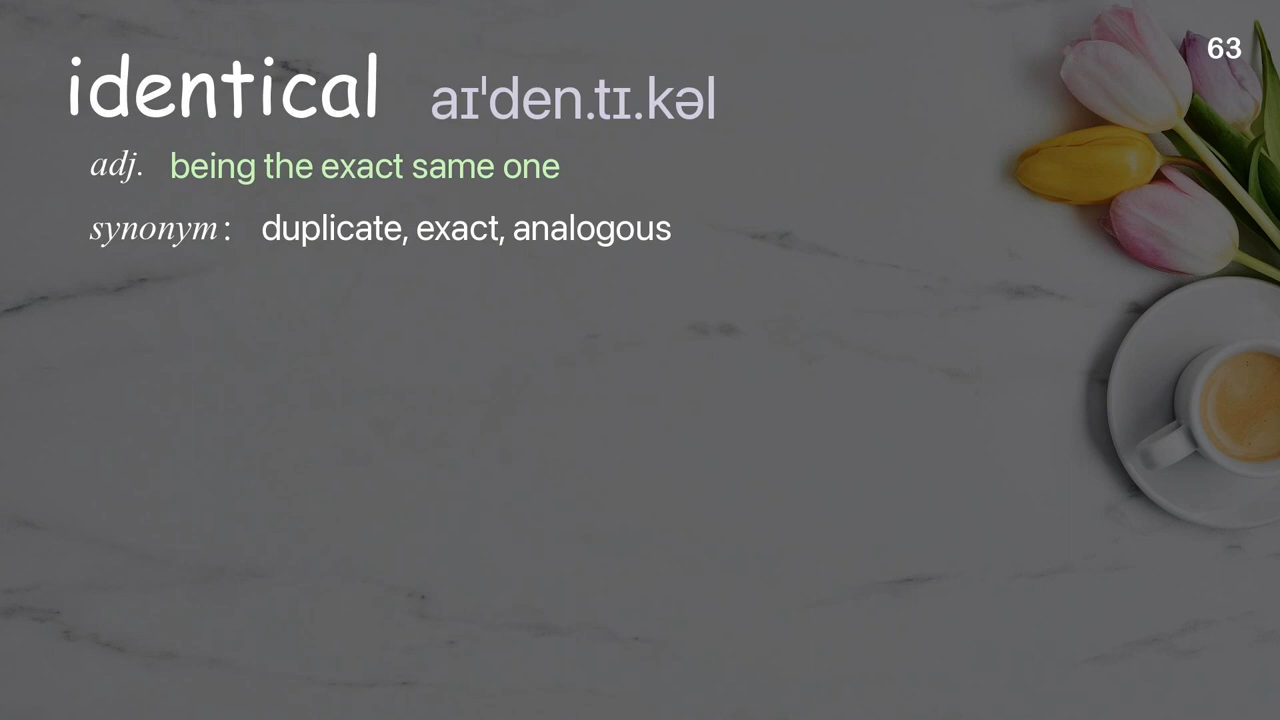 63
identical aɪˈden.tɪ.kəl
adj. being the exact same one
synonym: duplicate, exact, analogous